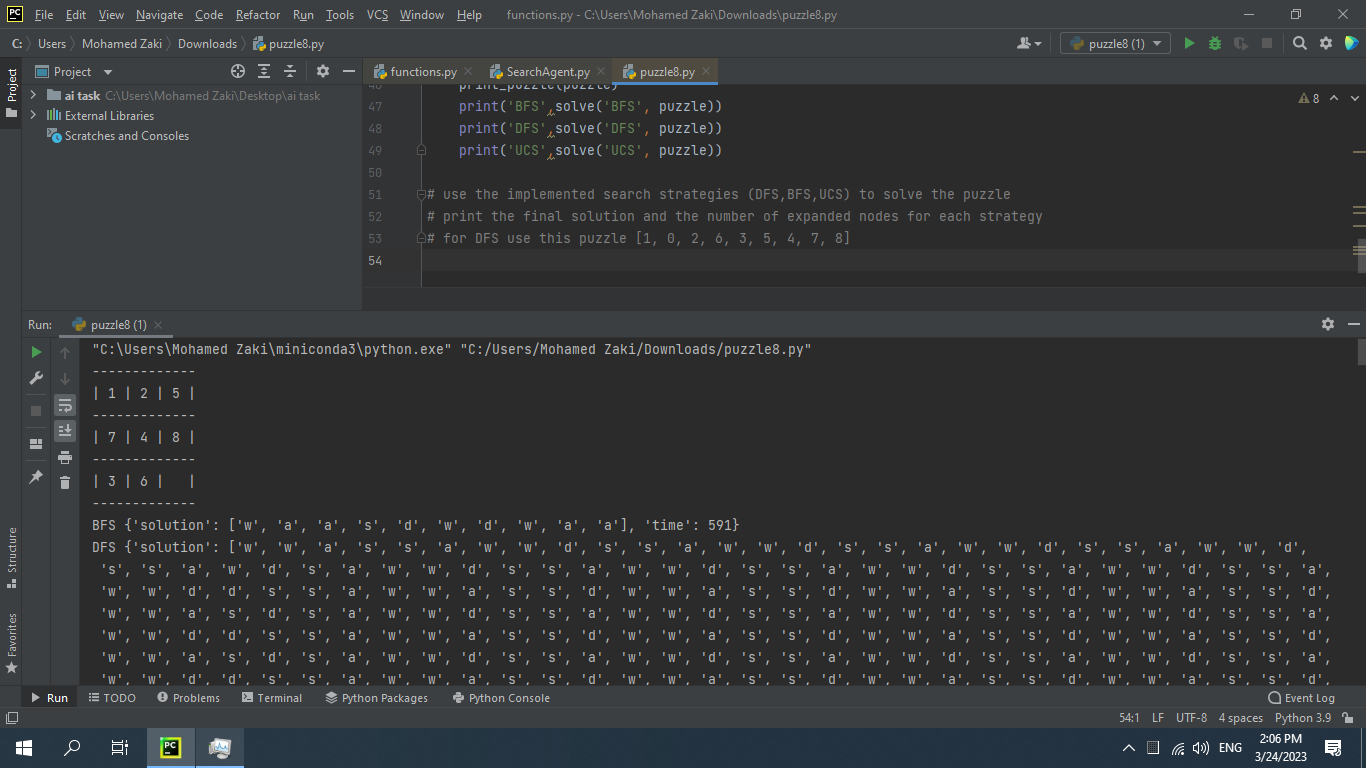 File Edit View Navigate Code Refactor Run Tools VCS Window Help functions.py - C:\Users\Mohamed Zaki\Downloads\puzzle8.py
C: Users Mohamed Zaki Downloads puzzle8.py puzzle8 (1)
Project functions.py SearchAgent.py puzzle8.py
Project
ai task C:\Users\Mohamed Zaki\Desktop\ai task
External Libraries
Scratches and Consoles
46 print_puzzle(puzzle)
47 print('BFS',solve('BFS', puzzle))
48 print('DFS',solve('DFS', puzzle))
49 print('UCS',solve('UCS', puzzle))
50
51 # use the implemented search strategies (DFS,BFS,UCS) to solve the puzzle
52 # print the final solution and the number of expanded nodes for each strategy
53 # for DFS use this puzzle [1, 0, 2, 6, 3, 5, 4, 7, 8]
54
8
Run: puzzle8 (1)
"C:\Users\Mohamed Zaki\miniconda3\python.exe" "C:/Users/Mohamed Zaki/Downloads/puzzle8.py"
-------------
| 1 | 2 | 5 |
-------------
| 7 | 4 | 8 |
-------------
| 3 | 6 |   |
-------------
BFS {'solution': ['w', 'a', 'a', 's', 'd', 'w', 'd', 'w', 'a', 'a'], 'time': 591}
DFS {'solution': ['w', 'w', 'a', 's', 's', 'a', 'w', 'w', 'd', 's', 's', 'a', 'w', 'w', 'd', 's', 's', 'a', 'w', 'w', 'd', 's', 's', 'a', 'w', 'w', 'd',
's', 's', 'a', 'w', 'd', 's', 'a', 'w', 'w', 'd', 's', 's', 'a', 'w', 'w', 'd', 's', 's', 'a', 'w', 'w', 'd', 's', 's', 'a', 'w', 'w', 'd', 's', 's', 'a',
'w', 'w', 'd', 'd', 's', 's', 'a', 'w', 'w', 'a', 's', 's', 'd', 'w', 'w', 'a', 's', 's', 'd', 'w', 'w', 'a', 's', 's', 'd', 'w', 'w', 'a', 's', 's', 'd',
'w', 'w', 'a', 's', 'd', 's', 'a', 'w', 'w', 'd', 's', 's', 'a', 'w', 'w', 'd', 's', 's', 'a', 'w', 'w', 'd', 's', 's', 'a', 'w', 'w', 'd', 's', 's', 'a',
'w', 'w', 'd', 'd', 's', 's', 'a', 'w', 'w', 'a', 's', 's', 'd', 'w', 'w', 'a', 's', 's', 'd', 'w', 'w', 'a', 's', 's', 'd', 'w', 'w', 'a', 's', 's', 'd',
'w', 'w', 'a', 's', 'd', 's', 'a', 'w', 'w', 'd', 's', 's', 'a', 'w', 'w', 'd', 's', 's', 'a', 'w', 'w', 'd', 's', 's', 'a', 'w', 'w', 'd', 's', 's', 'a',
'w', 'w', 'd', 'd', 's', 's', 'a', 'w', 'w', 'a', 's', 's', 'd', 'w', 'w', 'a', 's', 's', 'd', 'w', 'w', 'a', 's', 's', 'd', 'w', 'w', 'a', 's', 's', 'd',
Structure
Favorites
Run TODO Problems Terminal Python Packages Python Console Event Log
54:1 LF UTF-8 4 spaces Python 3.9
PC ENG 2:06 PM
3/24/2023